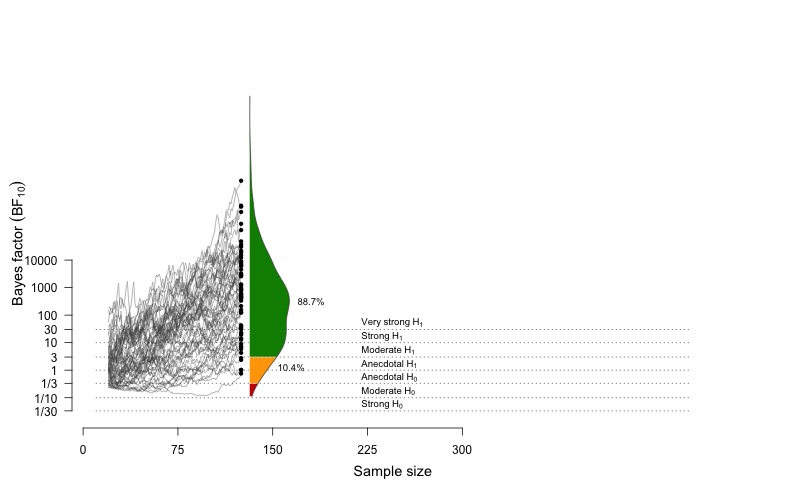 Bayes factor (BF₁₀)
10000
1000
100
30
10
3
1
1/3
1/10
1/30
88.7%
10.4%
Very strong H₁
Strong H₁
Moderate H₁
Anecdotal H₁
Anecdotal H₀
Moderate H₀
Strong H₀
0 75 150 225 300
Sample size